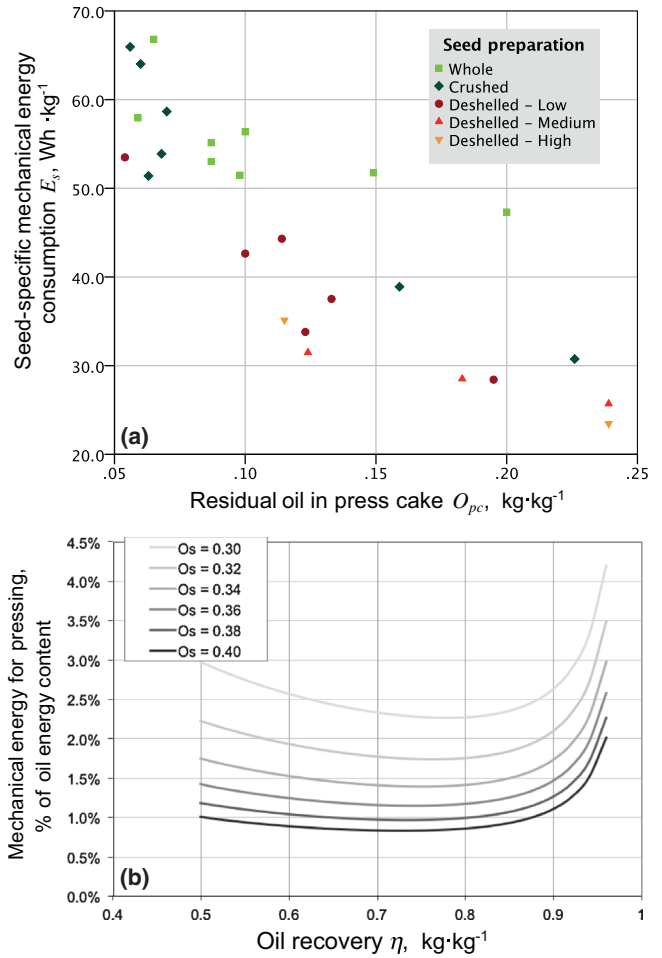 70.0
60.0
50.0
40.0
30.0
20.0
Seed-specific mechanical energy
consumption Es, Wh·kg-1
Seed preparation
Whole
Crushed
Deshelled – Low
Deshelled – Medium
Deshelled – High
(a)
.05 .10 .15 .20 .25
Residual oil in press cake Opc, kg·kg-1
4.5%
4.0%
3.5%
3.0%
2.5%
2.0%
1.5%
1.0%
0.5%
0.0%
Mechanical energy for pressing,
% of oil energy content
Os = 0.30
Os = 0.32
Os = 0.34
Os = 0.36
Os = 0.38
Os = 0.40
(b)
0.4 0.5 0.6 0.7 0.8 0.9 1
Oil recovery η, kg·kg-1